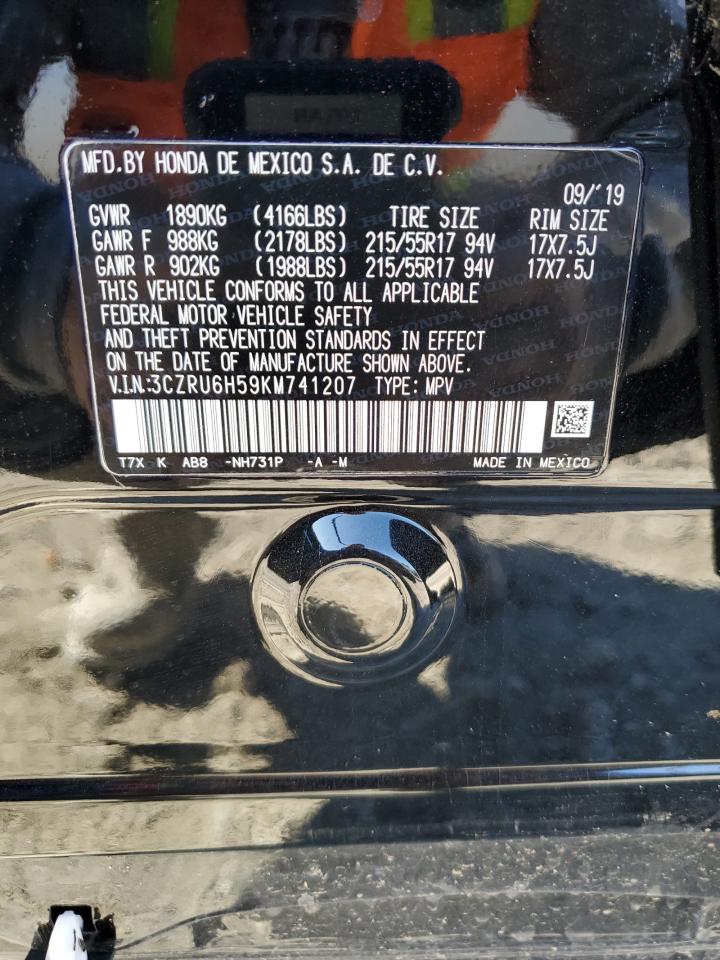 MFD.BY HONDA DE MEXICO S.A. DE C.V.
09/'19
GVWR 1890KG (4166LBS) TIRE SIZE RIM SIZE
GAWR F 988KG (2178LBS) 215/55R17 94V 17X7.5J
GAWR R 902KG (1988LBS) 215/55R17 94V 17X7.5J
THIS VEHICLE CONFORMS TO ALL APPLICABLE
FEDERAL MOTOR VEHICLE SAFETY
AND THEFT PREVENTION STANDARDS IN EFFECT
ON THE DATE OF MANUFACTURE SHOWN ABOVE.
V.I.N.:3CZRU6H59KM741207 TYPE: MPV
T7X K AB8 -NH731P -A -M MADE IN MEXICO